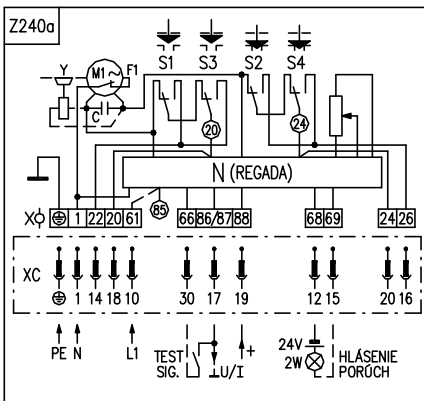 Z240a
S1 S3 S2 S4
Y M1 ~ F1
C
20 24
N (REGADA)
85
X 1 22 20 61 66 86/87 88 68 69 24 26
XC
1 14 18 10 30 17 19 12 15 20 16
PE N L1 TEST SIG. U/I + 24V 2W HLÁSENIE PORÚCH